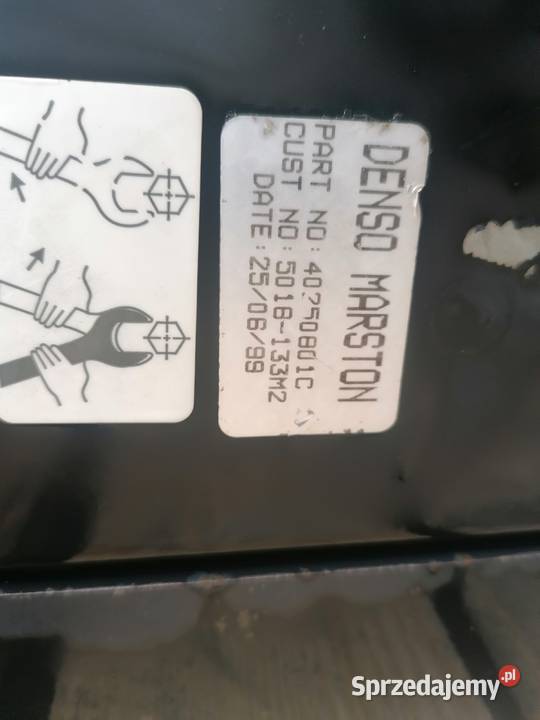 DENSO MARSTON
PART NO: 40250801C
CUST NO: 5018-133M2
DATE: 25/06/99
Sprzedajemy.pl